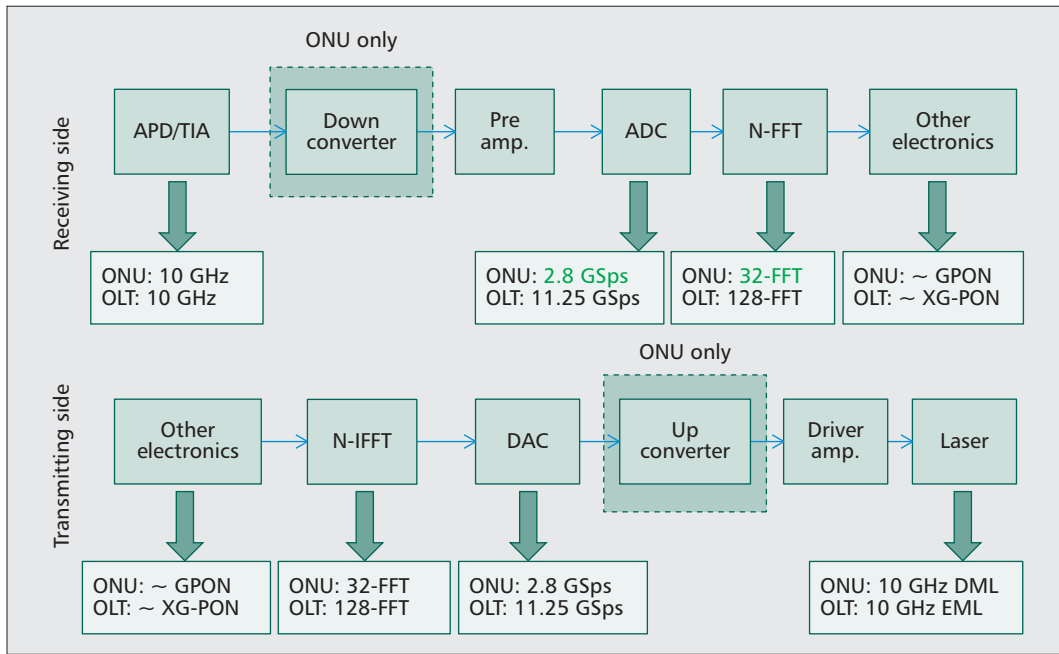 ONU only
Receiving side
APD/TIA
Down
converter
Pre
amp.
ADC
N-FFT
Other
electronics
ONU: 10 GHz
OLT: 10 GHz
ONU: 2.8 GSps
OLT: 11.25 GSps
ONU: 32-FFT
OLT: 128-FFT
ONU: ~ GPON
OLT: ~ XG-PON
ONU only
Transmitting side
Other
electronics
N-IFFT
DAC
Up
converter
Driver
amp.
Laser
ONU: ~ GPON
OLT: ~ XG-PON
ONU: 32-FFT
OLT: 128-FFT
ONU: 2.8 GSps
OLT: 11.25 GSps
ONU: 10 GHz DML
OLT: 10 GHz EML